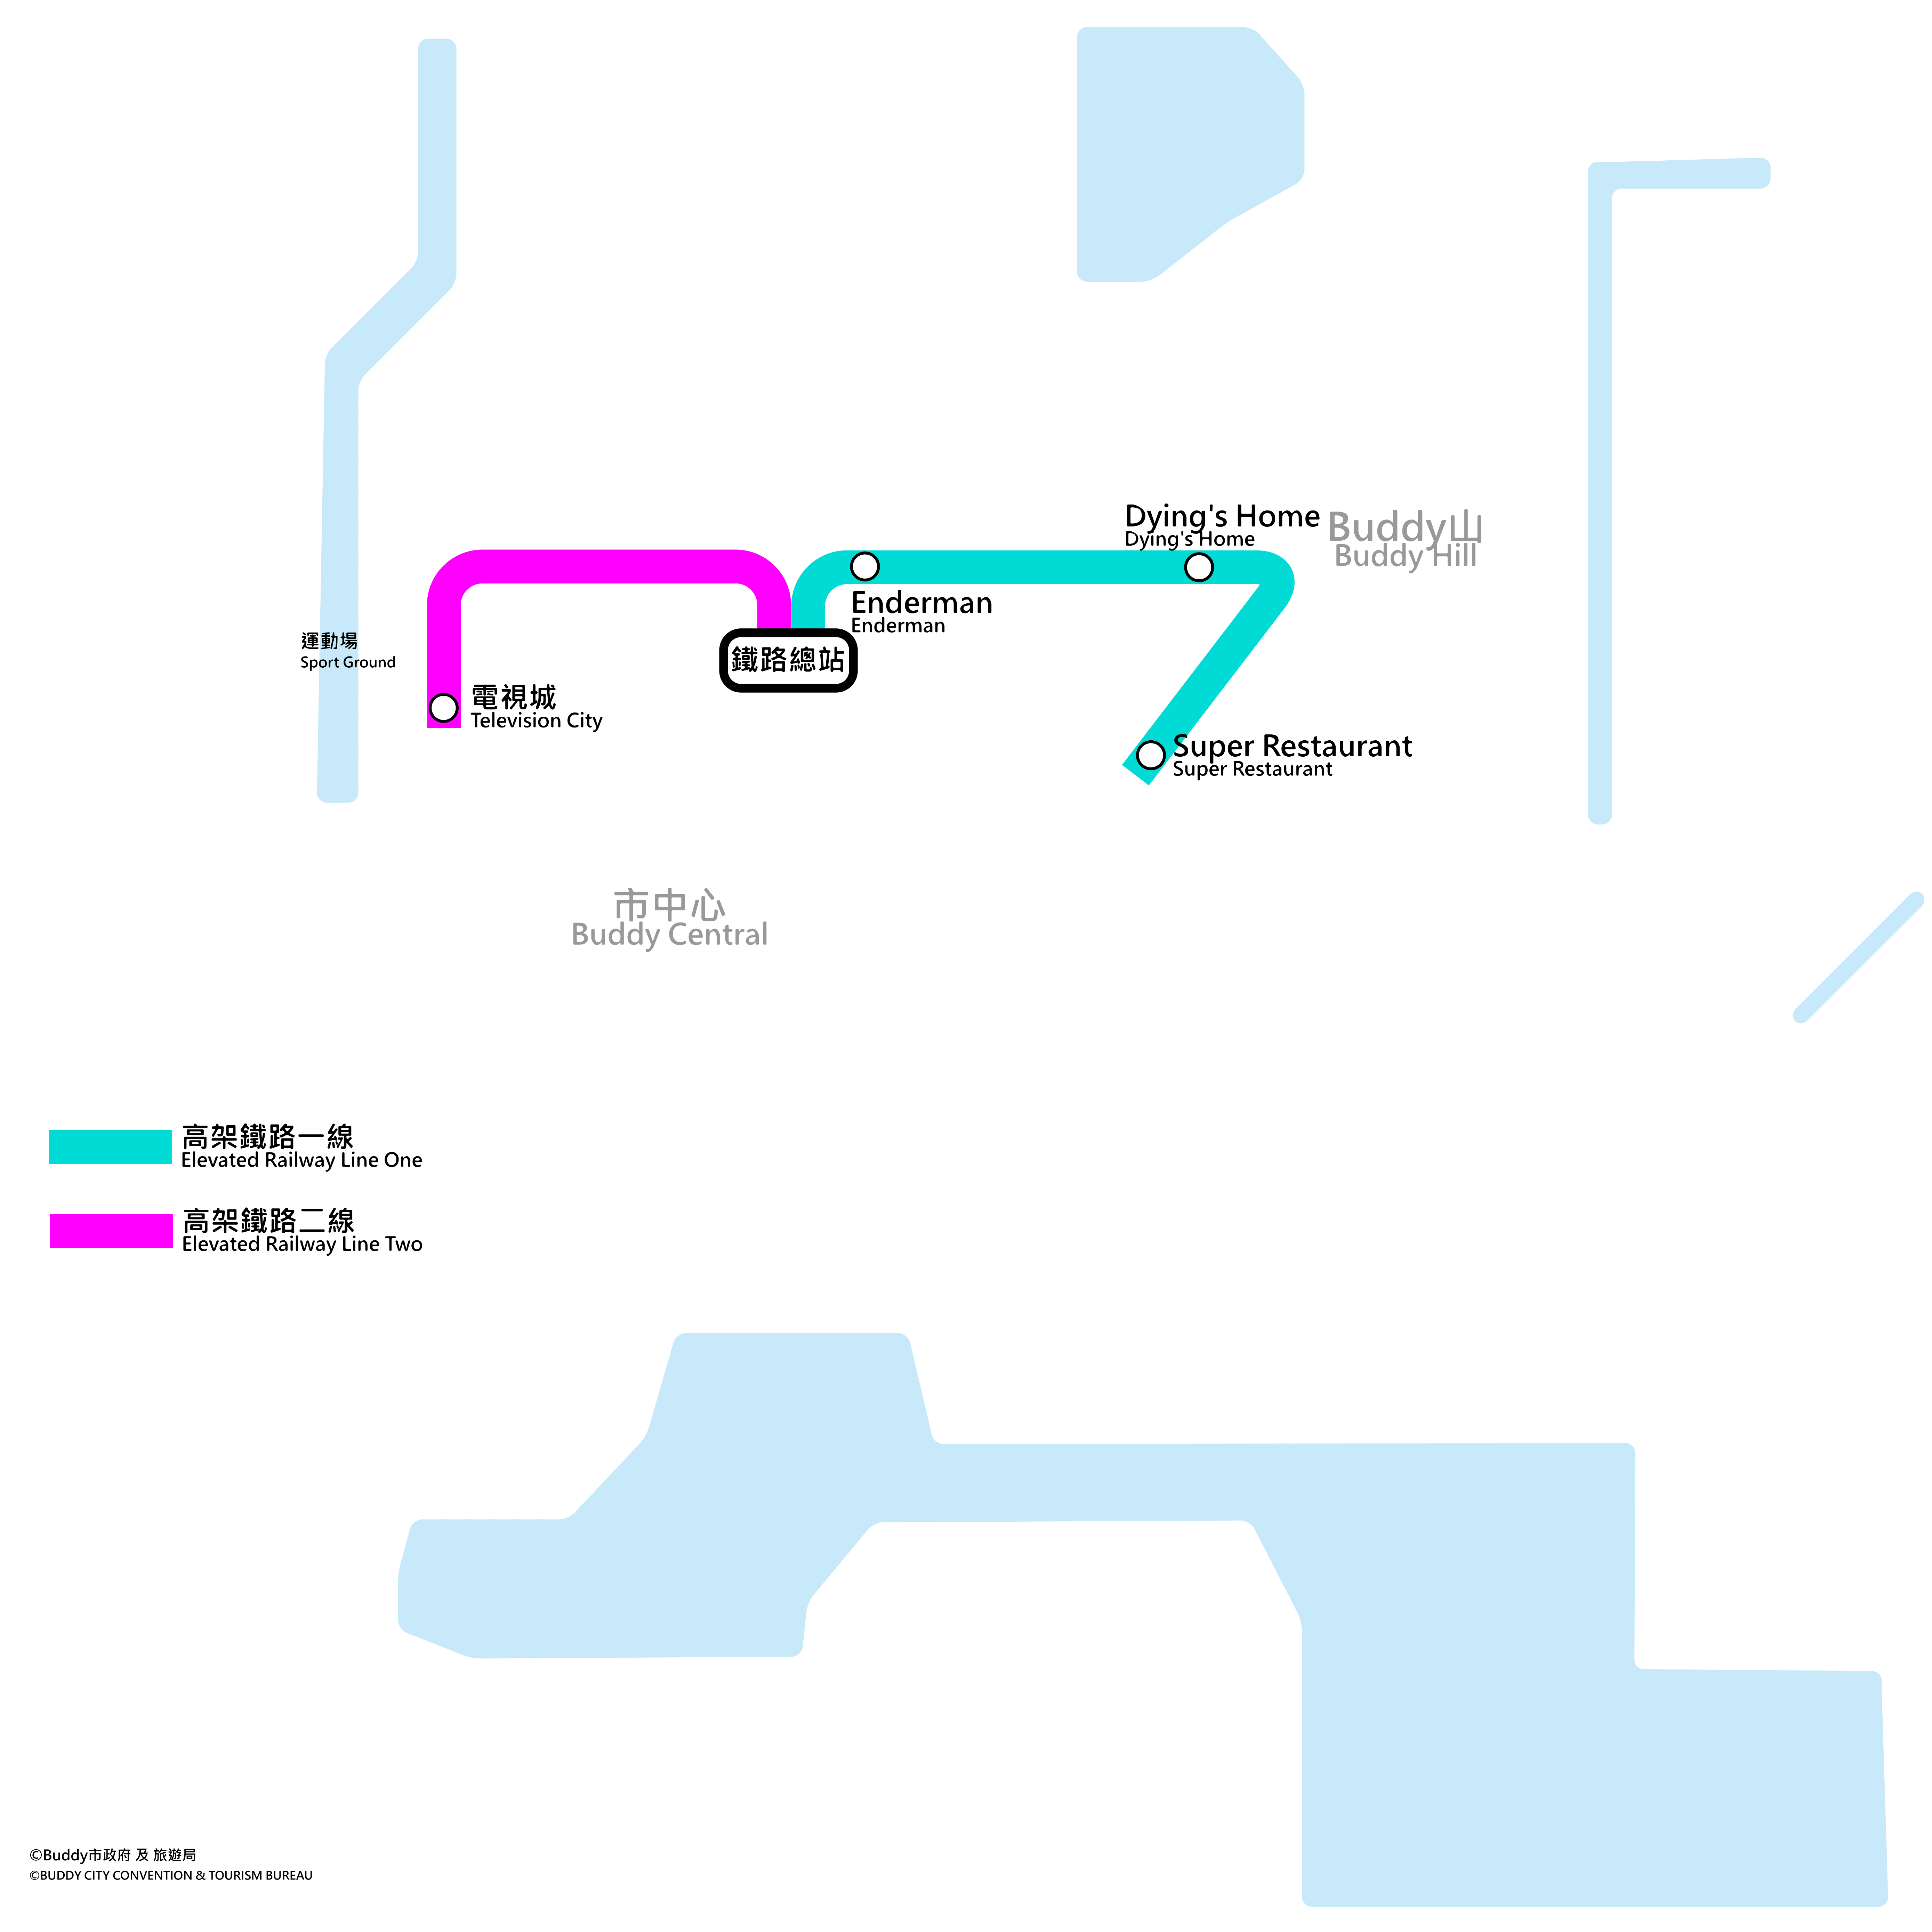 Dying's Home
Dying's Home
Buddy山
Buddy Hill
Enderman
Enderman
運動場
Sport Ground
鐵路總站
電視城
Television City
Super Restaurant
Super Restaurant
市中心
Buddy Central
高架鐵路一線
Elevated Railway Line One
高架鐵路二線
Elevated Railway Line Two
©Buddy市政府 及 旅遊局
©BUDDY CITY CONVENTION & TOURISM BUREAU